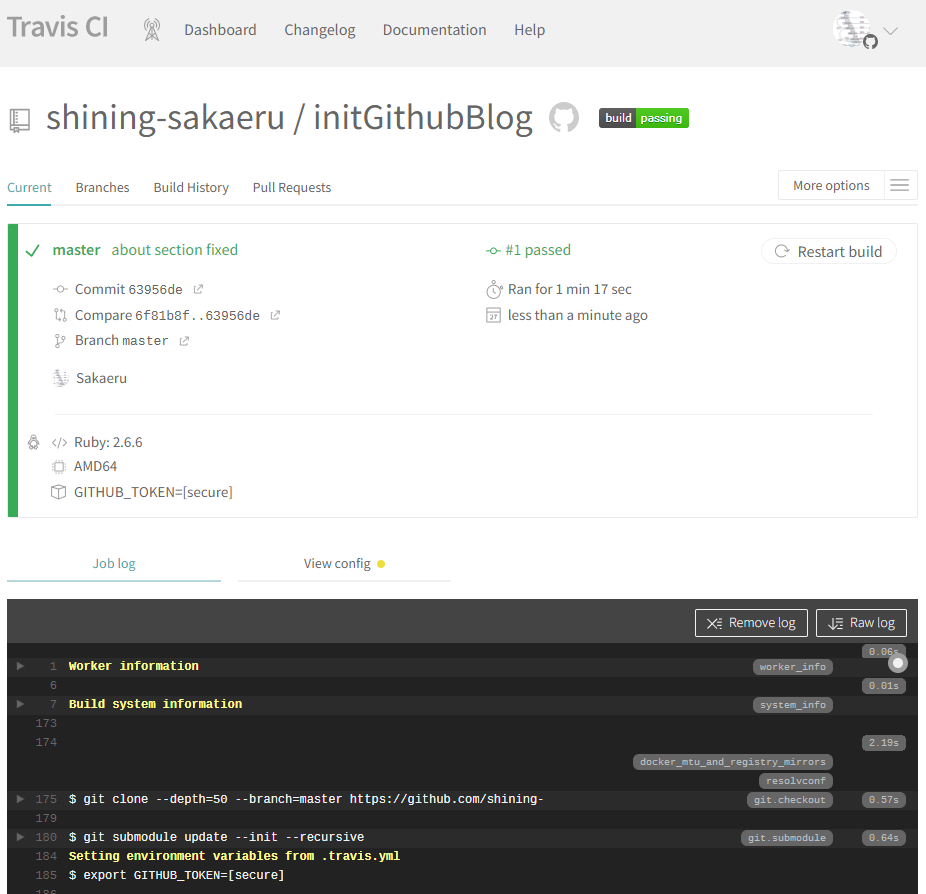 Travis CI Dashboard Changelog Documentation Help
shining-sakaeru / initGithubBlog build passing
Current Branches Build History Pull Requests More options
master about section fixed #1 passed Restart build
Commit 63956de Ran for 1 min 17 sec
Compare 6f81b8f..63956de 27 less than a minute ago
Branch master
Sakaeru
</> Ruby: 2.6.6
AMD64
GITHUB_TOKEN=[secure]
Job log View config
Remove log Raw log
0.06s
1 Worker information worker_info
6 0.01s
7 Build system information system_info
173
174 2.19s
docker_mtu_and_registry_mirrors
resolvconf
175 $ git clone --depth=50 --branch=master https://github.com/shining- git.checkout 0.57s
179
180 $ git submodule update --init --recursive git.submodule 0.64s
184 Setting environment variables from .travis.yml
185 $ export GITHUB_TOKEN=[secure]